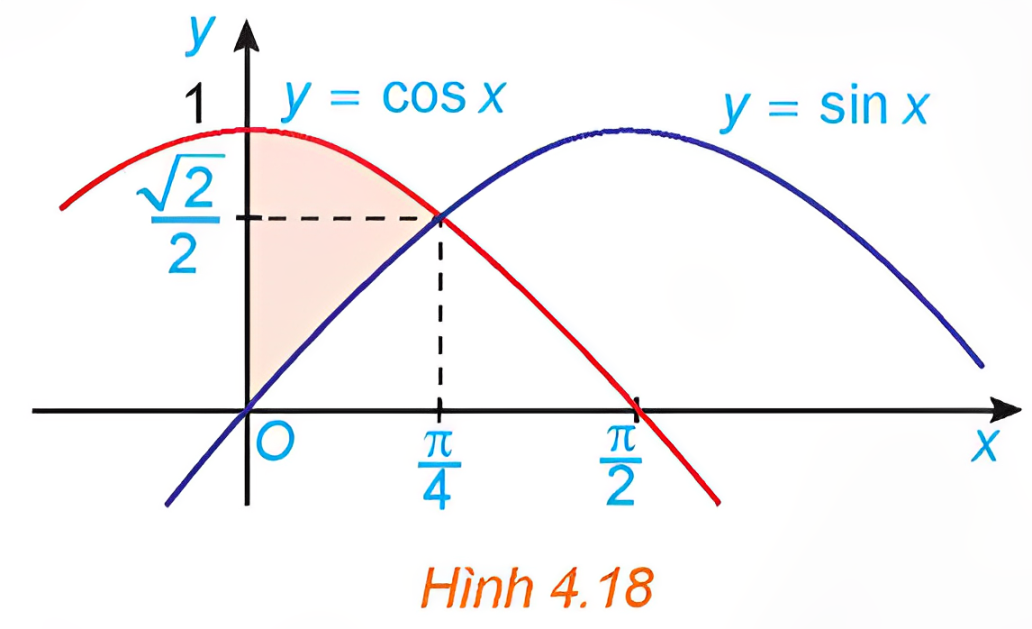 y
1
y = cos x
y = sin x
√2/2
O
π/4
π/2
x
Hình 4.18